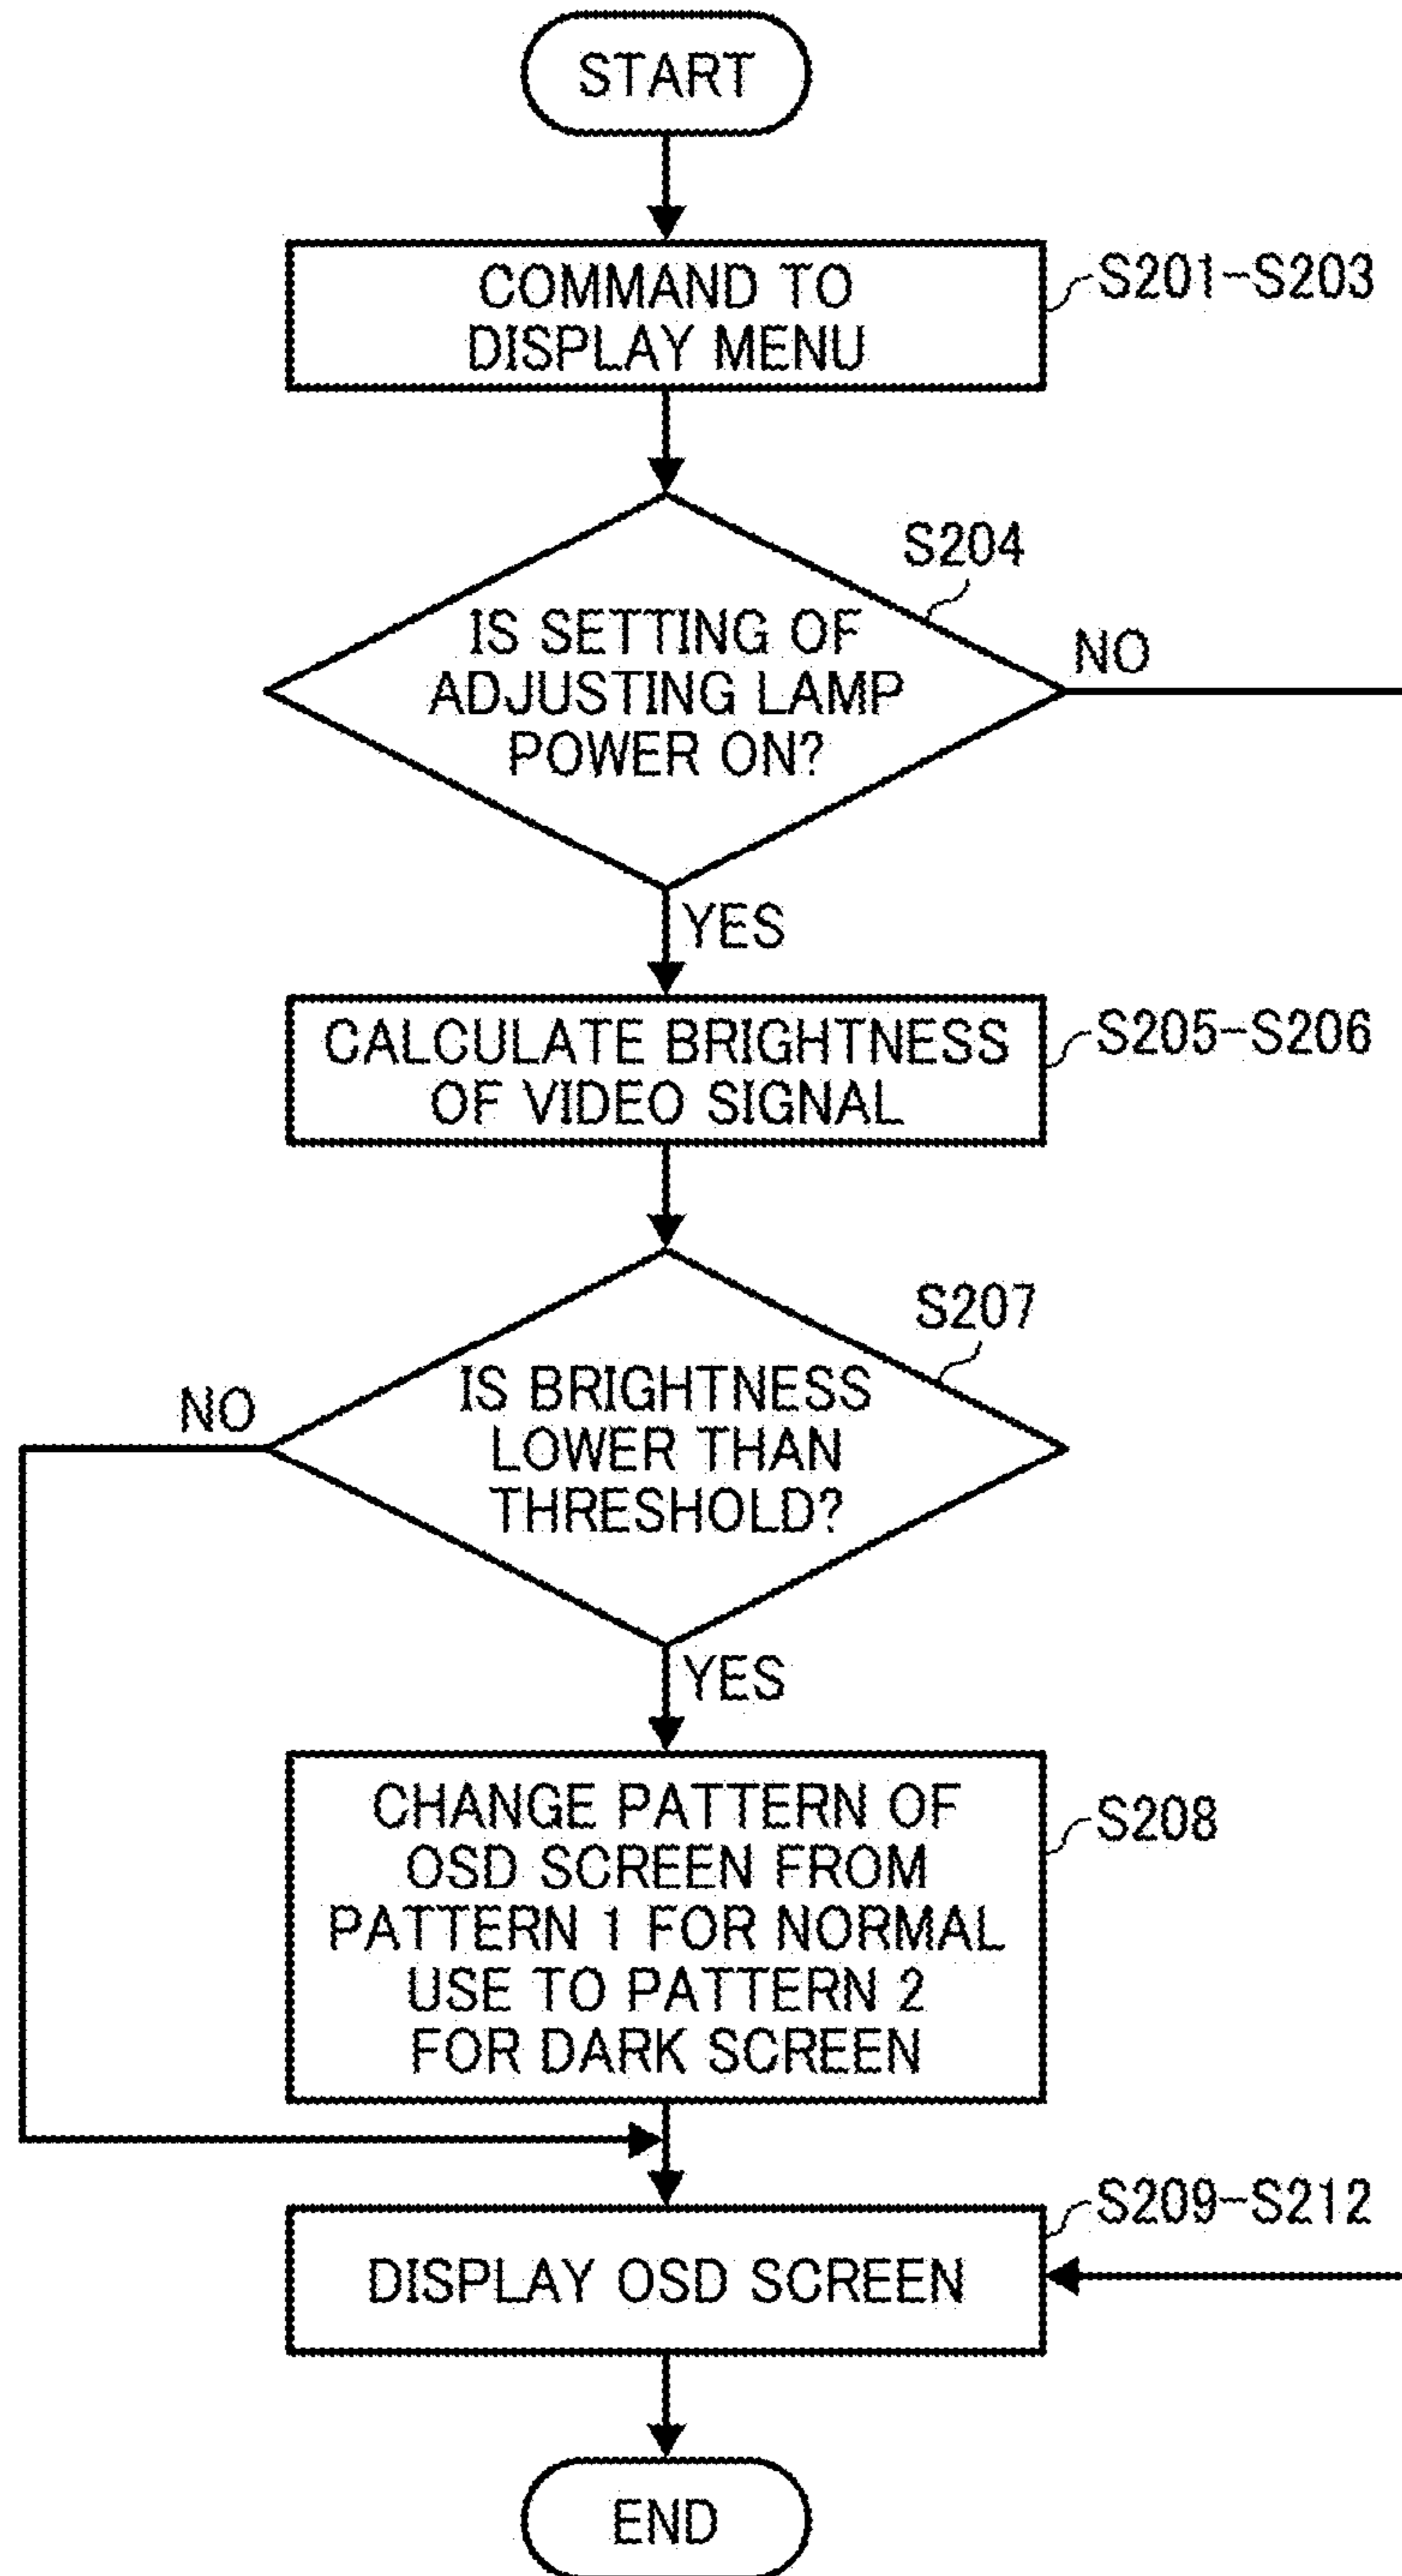 START
COMMAND TO
DISPLAY MENU
S201-S203
S204
IS SETTING OF
ADJUSTING LAMP
POWER ON?
NO
YES
CALCULATE BRIGHTNESS
OF VIDEO SIGNAL
S205-S206
S207
IS BRIGHTNESS
LOWER THAN
THRESHOLD?
NO
YES
CHANGE PATTERN OF
OSD SCREEN FROM
PATTERN 1 FOR NORMAL
USE TO PATTERN 2
FOR DARK SCREEN
S208
S209-S212
DISPLAY OSD SCREEN
END